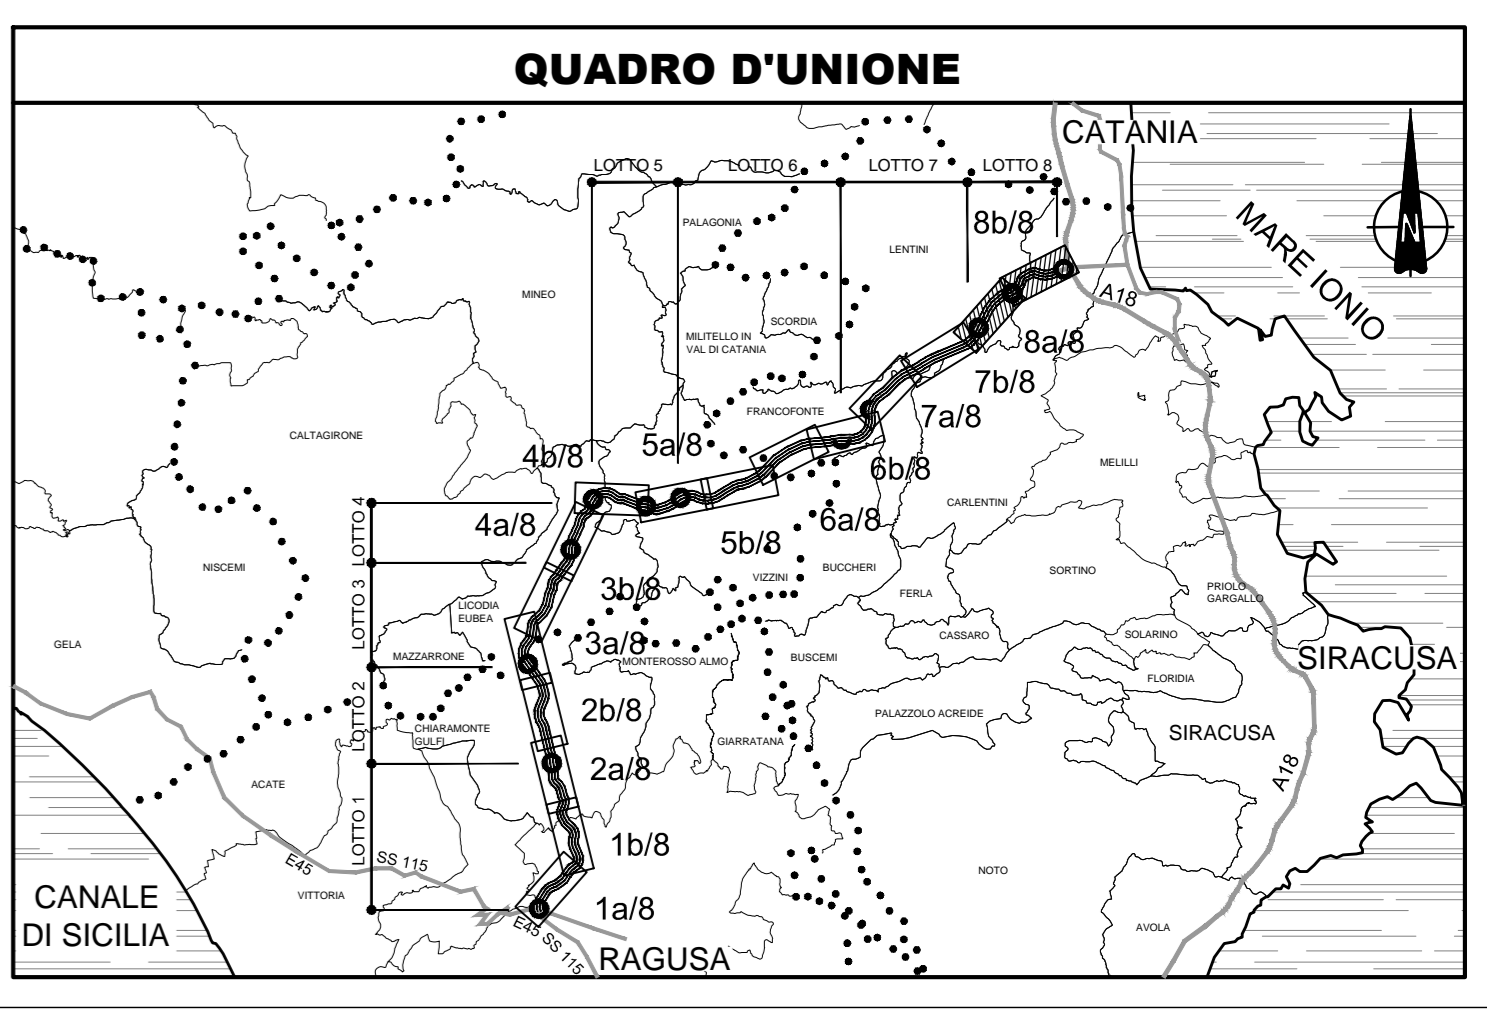 QUADRO D'UNIONE
CATANIA
LOTTO 5
LOTTO 6
LOTTO 7
LOTTO 8
PALAGONIA
8b/8
LENTINI
MARE IONIO
N
MINEO
A18
SCORDIA
MILITELLO IN
VAL DI CATANIA
8a/8
7b/8
FRANCOFONTE
7a/8
CALTAGIRONE
4b/8
5a/8
6b/8
MELILLI
CARLENTINI
LOTTO 4
4a/8
6a/8
5b/8
NISCEMI
VIZZINI
BUCCHERI
SORTINO
LOTTO 3
3b/8
FERLA
PRIOLO
GARGALLO
LICODIA
EUBEA
GELA
3a/8
CASSARO
SOLARINO
MAZZARRONE
MONTEROSSO ALMO
BUSCEMI
SIRACUSA
FLORIDIA
LOTTO 2
2b/8
PALAZZOLO ACREIDE
CHIARAMONTE
GULFI
GIARRATANA
SIRACUSA
2a/8
A18
ACATE
LOTTO 1
1b/8
E45
SS 115
NOTO
VITTORIA
CANALE
DI SICILIA
1a/8
E45 SS 115
AVOLA
RAGUSA